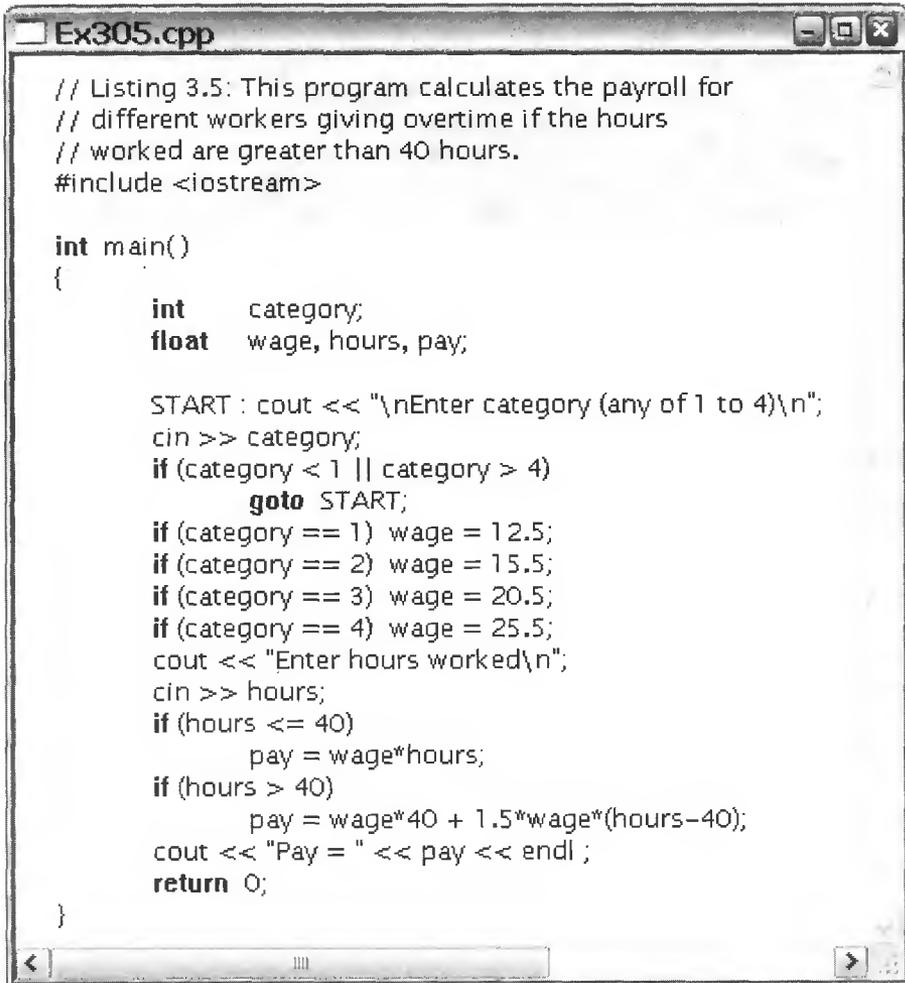 Ex305.cpp
// Listing 3.5: This program calculates the payroll for
// different workers giving overtime if the hours
// worked are greater than 40 hours.
#include <iostream>
int main()
{
int category;
float wage, hours, pay;
START : cout << "\nEnter category (any of 1 to 4)\n";
cin >> category;
if (category < 1 || category > 4)
goto START;
if (category == 1) wage = 12.5;
if (category == 2) wage = 15.5;
if (category == 3) wage = 20.5;
if (category == 4) wage = 25.5;
cout << "Enter hours worked\n";
cin >> hours;
if (hours <= 40)
pay = wage*hours;
if (hours > 40)
pay = wage*40 + 1.5*wage*(hours-40);
cout << "Pay = " << pay << endl ;
return 0;
}